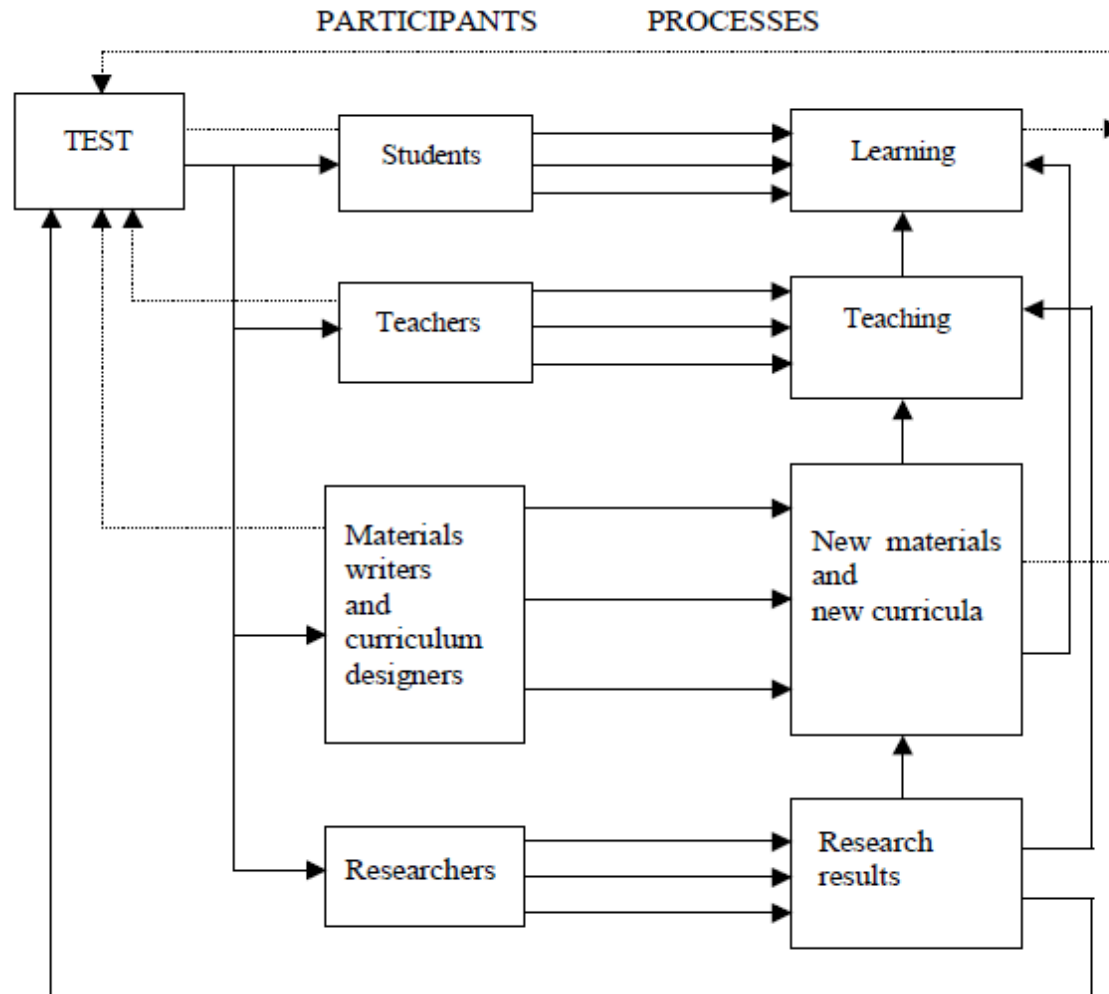 PARTICIPANTS PROCESSES
TEST
Students
Learning
Teachers
Teaching
Materials
writers
and
curriculum
designers
New materials
and
new curricula
Researchers
Research
results